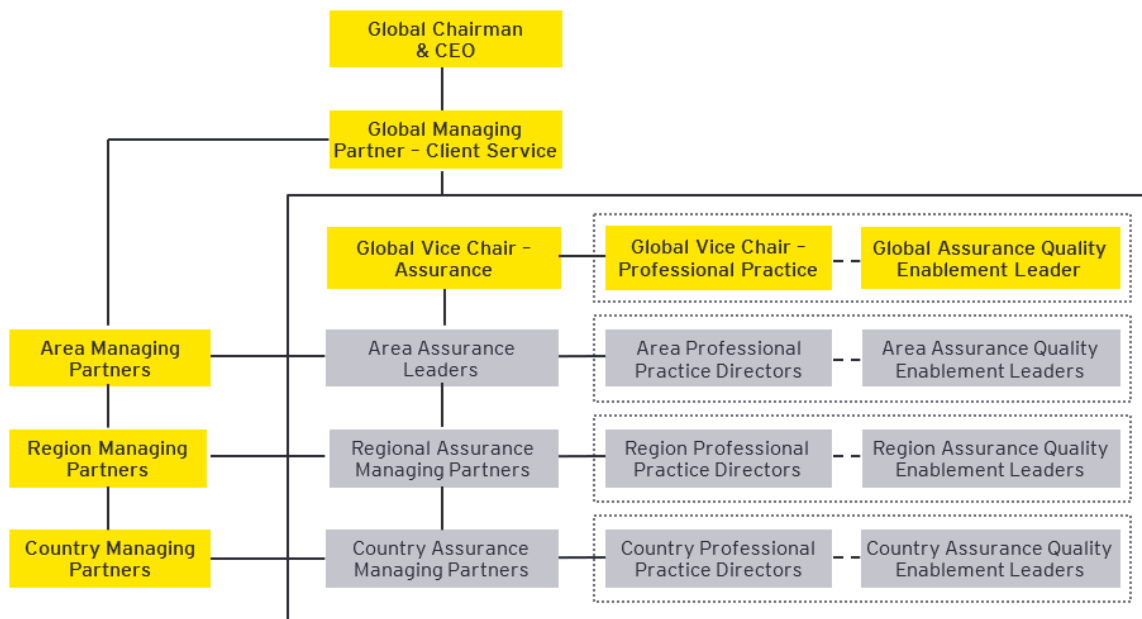 Global Chairman
& CEO
Global Managing
Partner – Client Service
Global Vice Chair –
Assurance
Global Vice Chair –
Professional Practice
Global Assurance Quality
Enablement Leader
Area Managing
Partners
Area Assurance
Leaders
Area Professional
Practice Directors
Area Assurance Quality
Enablement Leaders
Region Managing
Partners
Regional Assurance
Managing Partners
Region Professional
Practice Directors
Region Assurance Quality
Enablement Leaders
Country Managing
Partners
Country Assurance
Managing Partners
Country Professional
Practice Directors
Country Assurance Quality
Enablement Leaders